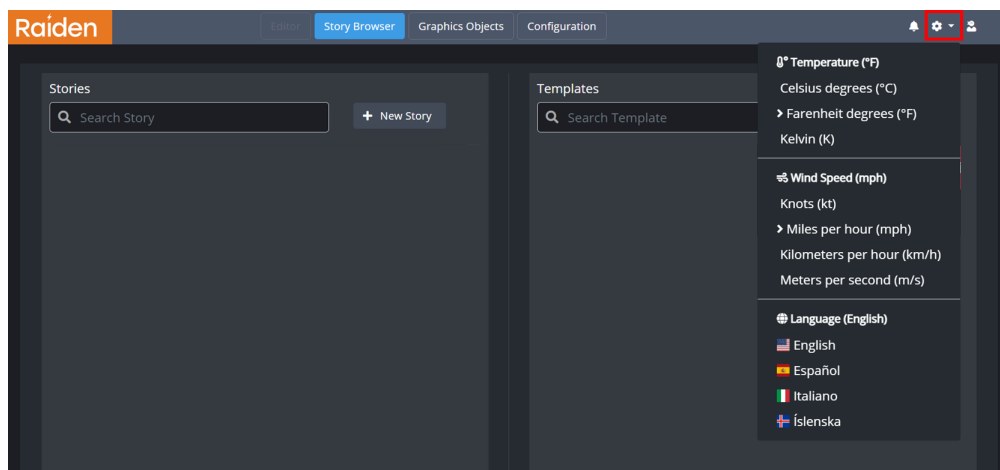 Raiden
Editor
Story Browser
Graphics Objects
Configuration
Stories
Search Story
+ New Story
Templates
Search Template
Temperature (°F)
Celsius degrees (°C)
> Farenheit degrees (°F)
Kelvin (K)
Wind Speed (mph)
Knots (kt)
> Miles per hour (mph)
Kilometers per hour (km/h)
Meters per second (m/s)
Language (English)
English
Español
Italiano
Íslenska